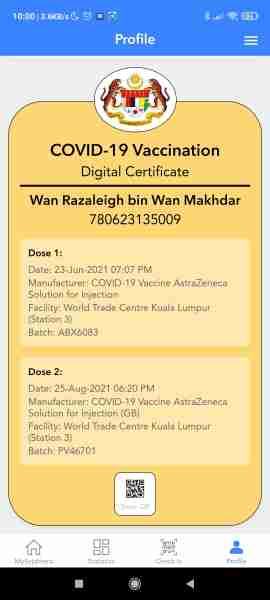 10:00 | 3.6KB/s
Profile
COVID-19 Vaccination
Digital Certificate
Wan Razaleigh bin Wan Makhdar
780623135009
Dose 1:
Date: 23-Jun-2021 07:07 PM
Manufacturer: COVID-19 Vaccine AstraZeneca
Solution for Injection
Facility: World Trade Centre Kuala Lumpur
(Station 3)
Batch: ABX6083
Dose 2:
Date: 25-Aug-2021 06:20 PM
Manufacturer: COVID-19 Vaccine AstraZeneca
Solution for Injection (GB)
Facility: World Trade Centre Kuala Lumpur
(Station 3)
Batch: PV46701
MySejahtera
Statistics
Check In
Profile